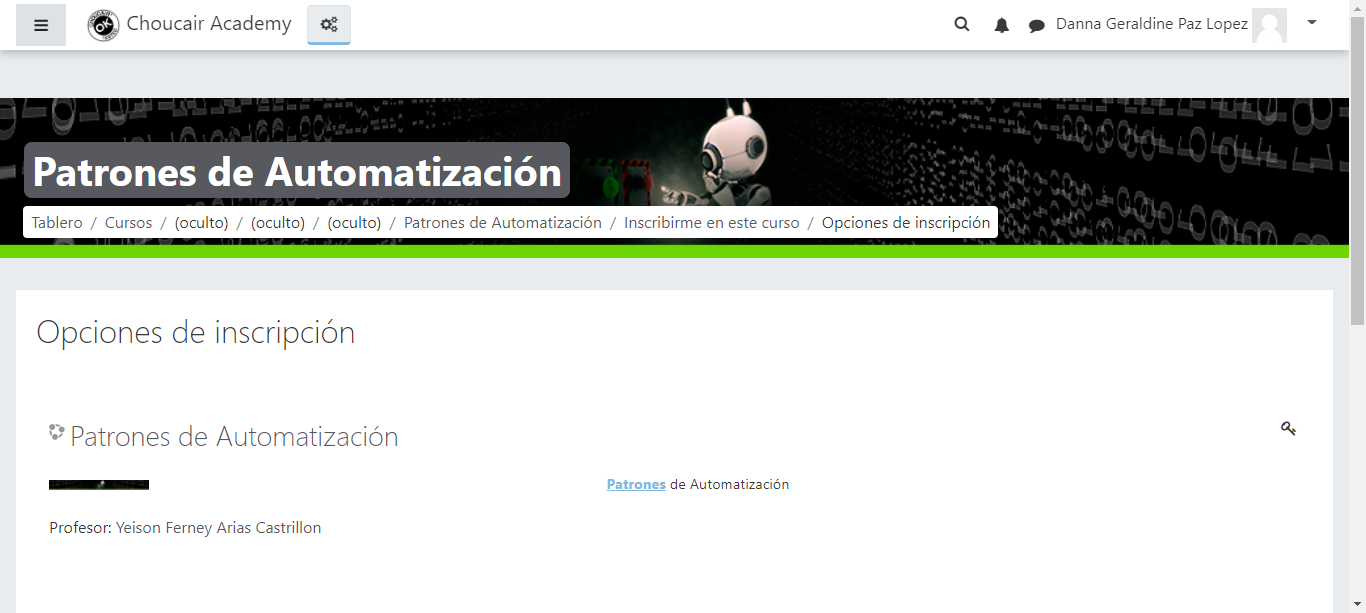 Choucair Academy
Danna Geraldine Paz Lopez
Patrones de Automatización
Tablero / Cursos / (oculto) / (oculto) / (oculto) / Patrones de Automatización / Inscribirme en este curso / Opciones de inscripción
Opciones de inscripción
Patrones de Automatización
Patrones de Automatización
Profesor: Yeison Ferney Arias Castrillon